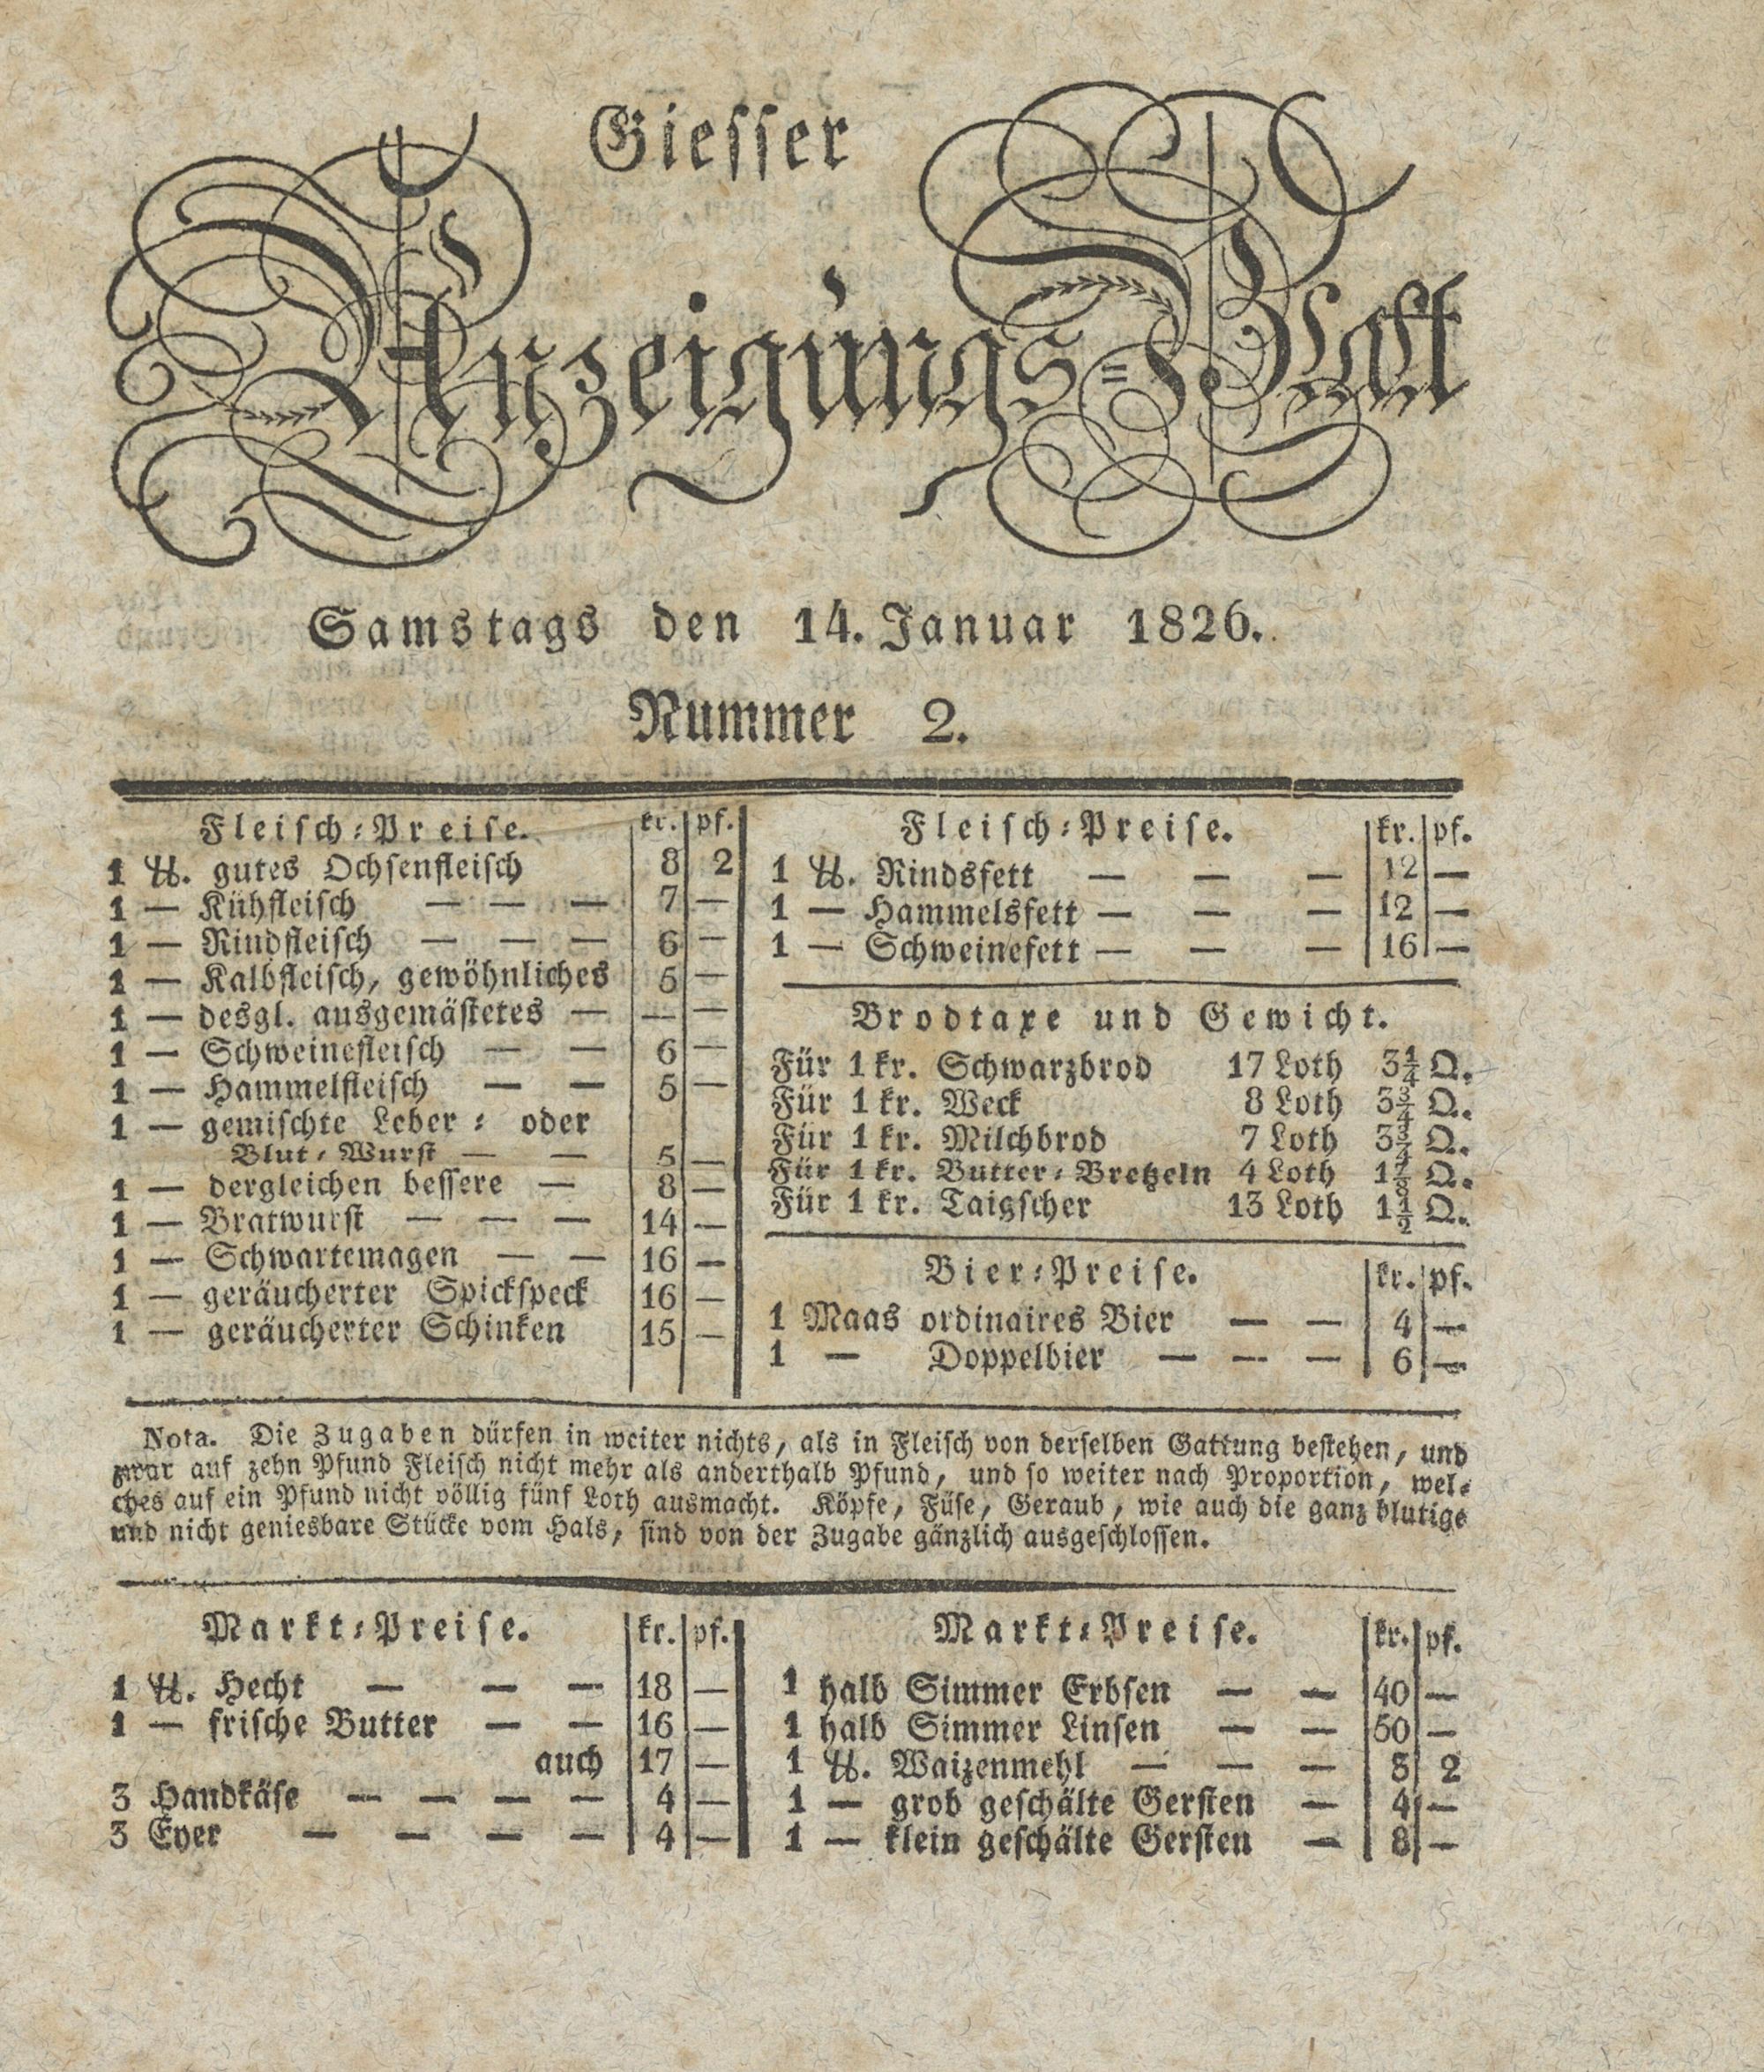 Giesser
Anzeigungs=Blatt
Samstags den 14. Januar 1826.
Nummer 2.
Fleisch=Preise. kr. pf.
1 ℔. gutes Ochsenfleisch 8 2
1 — Kühfleisch — — — 7 —
1 — Rindfleisch — — — 6 —
1 — Kalbfleisch, gewöhnliches 5 —
1 — desgl. ausgemästetes — — —
1 — Schweinefleisch — — 6 —
1 — Hammelfleisch — — 5 —
1 — gemischte Leber= oder
Blut=Wurst — — 5 —
1 — dergleichen bessere — 8 —
1 — Bratwurst — — — 14 —
1 — Schwartemagen — — 16 —
1 — geräucherter Spickspeck 16 —
1 — geräucherter Schinken 15 —
Fleisch=Preise. kr. pf.
1 ℔. Rindsfett — — — 12 —
1 — Hammelsfett — — — 12 —
1 — Schweinefett — — — 16 —
Brodtaxe und Gewicht.
Für 1 kr. Schwarzbrod 17 Loth 3¼ Q.
Für 1 kr. Weck 8 Loth 3¾ Q.
Für 1 kr. Milchbrod 7 Loth 3¾ Q.
Für 1 kr. Butter=Bretzeln 4 Loth 1⅞ Q.
Für 1 kr. Taigscher 13 Loth 1½ Q.
Bier=Preise. kr. pf.
1 Maas ordinaires Bier — — 4 —
1 — Doppelbier — — — 6 —
Nota. Die Zugaben dürfen in weiter nichts, als in Fleisch von derselben Gattung bestehen, und
zwar auf zehn Pfund Fleisch nicht mehr als anderthalb Pfund, und so weiter nach Proportion, wel=
ches auf ein Pfund nicht völlig fünf Loth ausmacht. Köpfe, Füse, Geraub, wie auch die ganz blutige
und nicht geniesbare Stücke vom Hals, sind von der Zugabe gänzlich ausgeschlossen.
Markt=Preise. kr. pf.
1 ℔. Hecht — — — 18 —
1 — frische Butter — — 16 —
auch 17 —
3 Handkäse — — — — 4 —
3 Eyer — — — — 4 —
Markt=Preise. kr. pf.
1 halb Simmer Erbsen — — 40 —
1 halb Simmer Linsen — — 50 —
1 ℔. Waizenmehl — — — 3 2
1 — grob geschälte Gersten — 4 —
1 — klein geschälte Gersten — 8 —